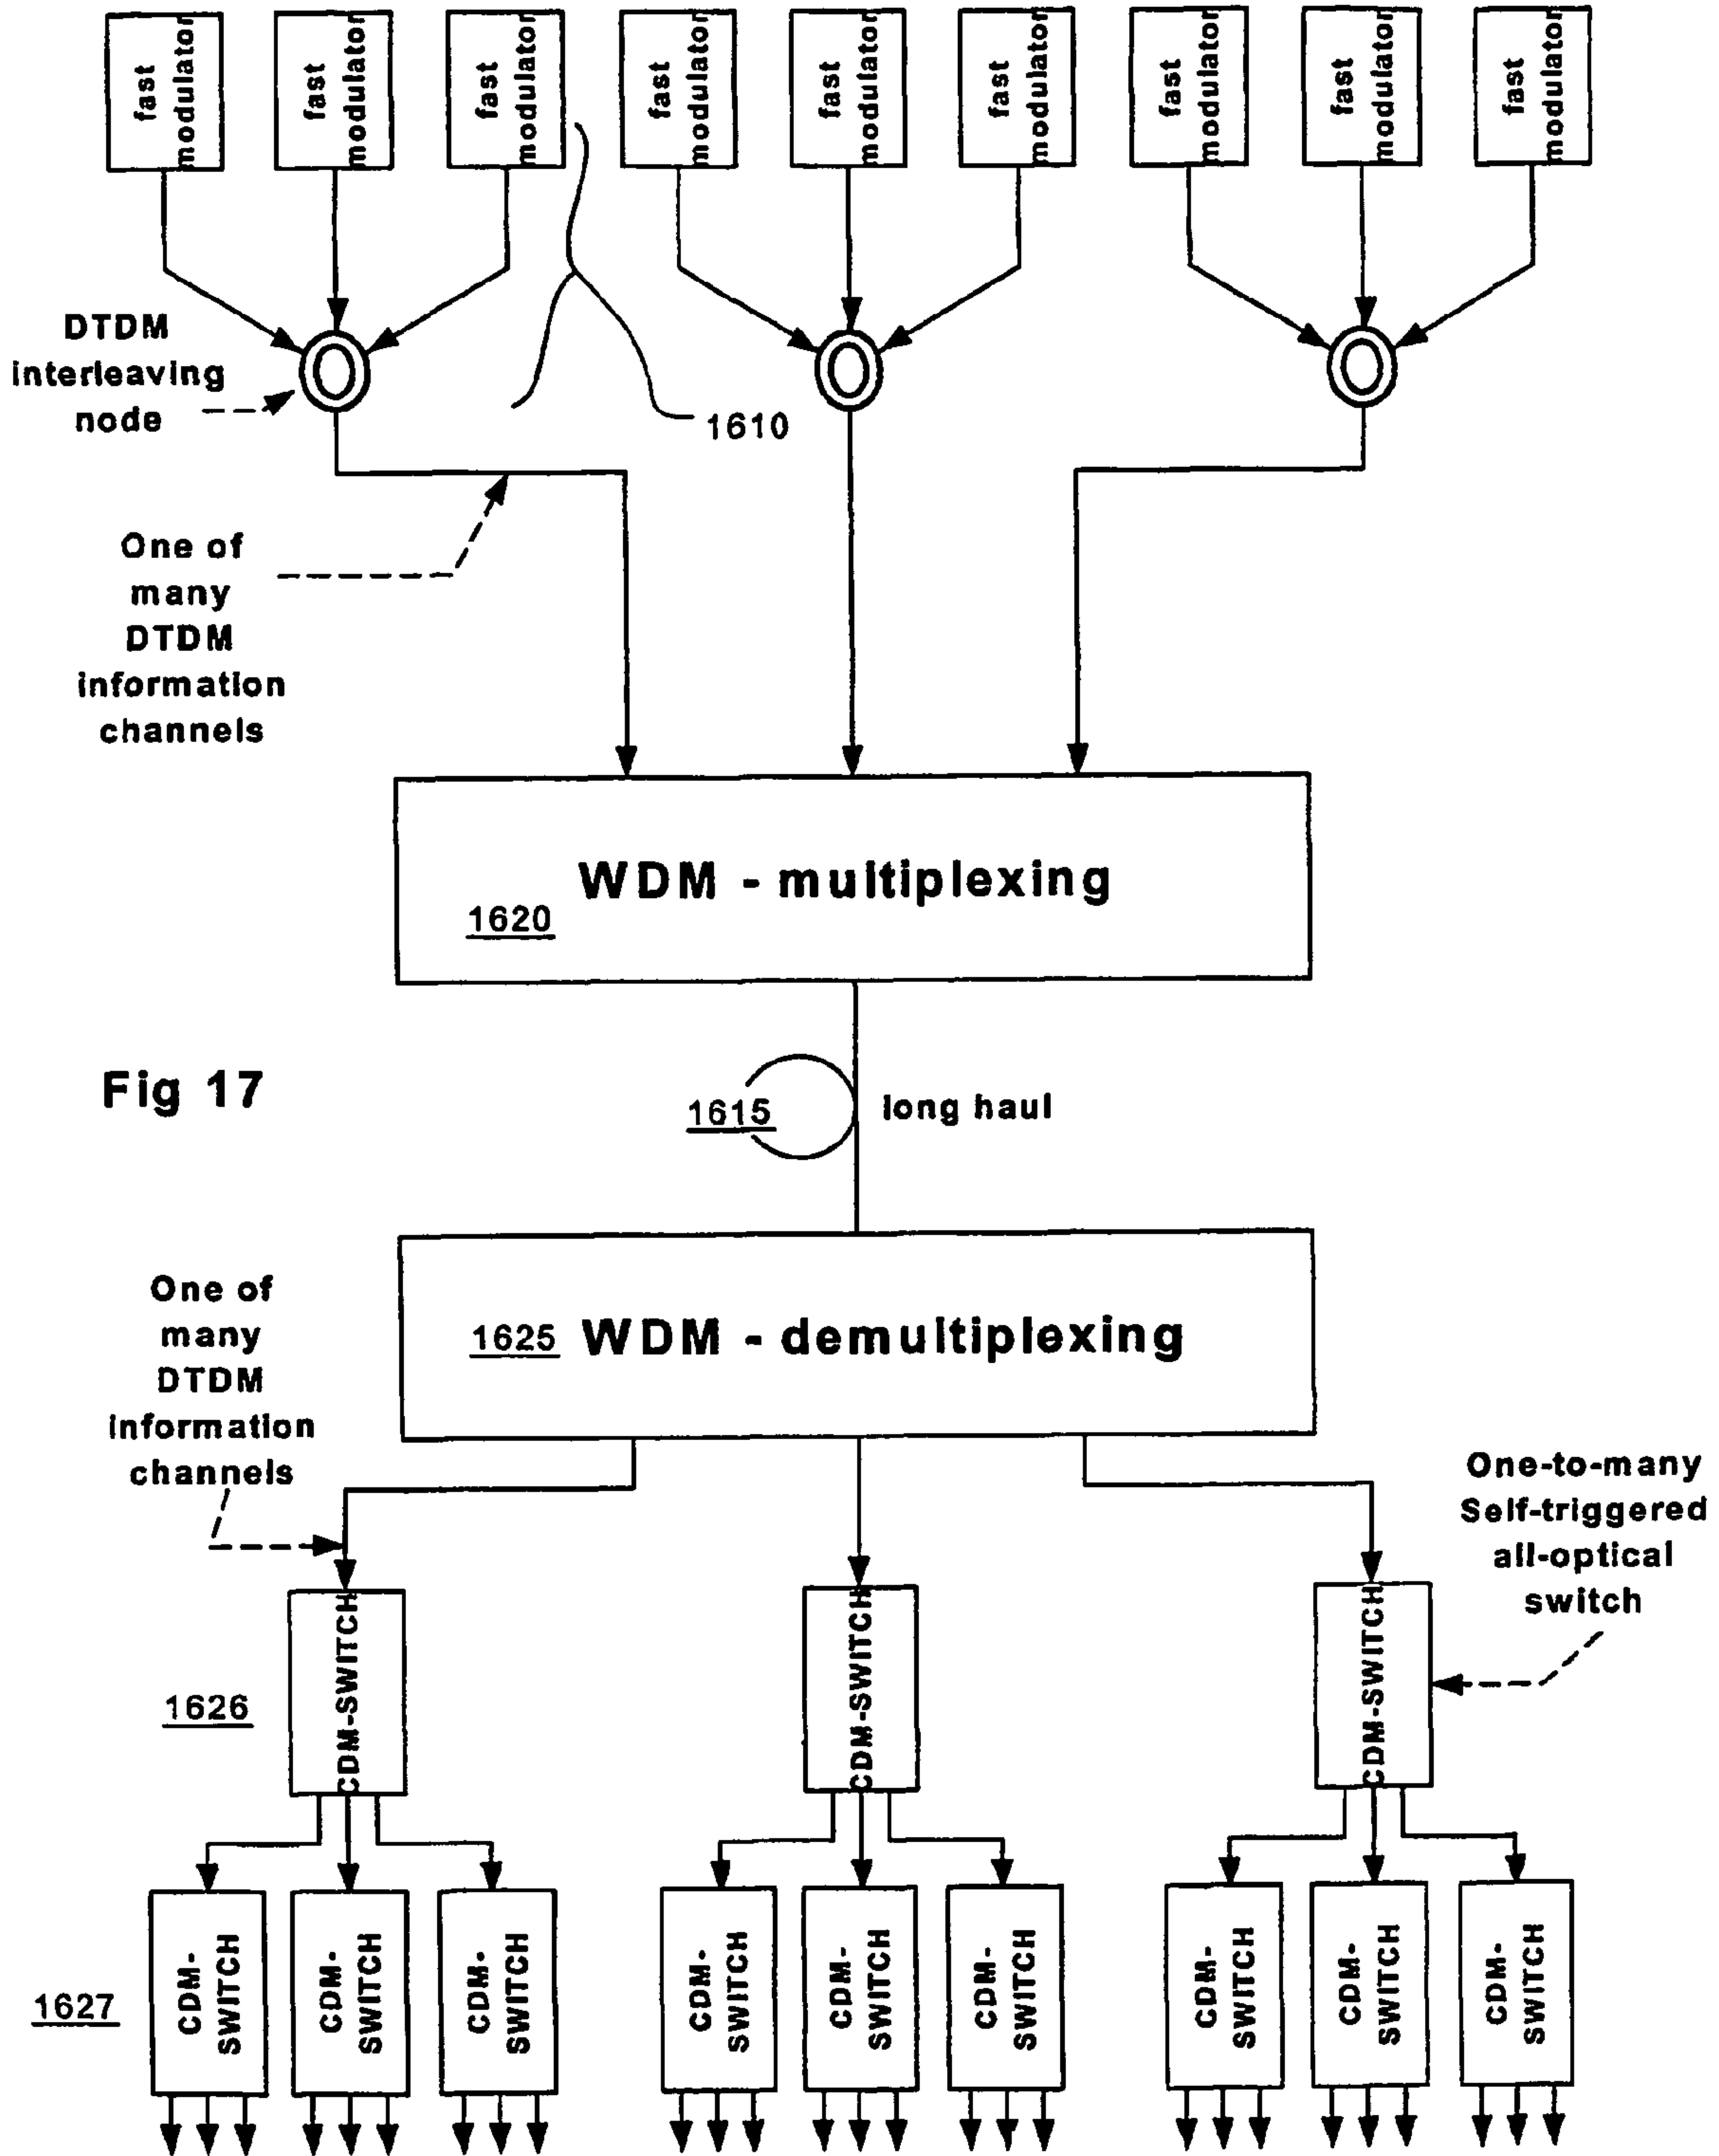 fast
modulator
fast
modulator
fast
modulator
fast
modulator
fast
modulator
fast
modulator
fast
modulator
fast
modulator
fast
modulator
DTDM
interleaving
node
1610
One of
many
DTDM
information
channels
WDM - multiplexing
1620
Fig 17
1615
long haul
1625 WDM - demultiplexing
One of
many
DTDM
information
channels
One-to-many
Self-triggered
all-optical
switch
1626
CDM-SWITCH
CDM-SWITCH
CDM-SWITCH
1627
CDM-
SWITCH
CDM-
SWITCH
CDM-
SWITCH
CDM-
SWITCH
CDM-
SWITCH
CDM-
SWITCH
CDM-
SWITCH
CDM-
SWITCH
CDM-
SWITCH